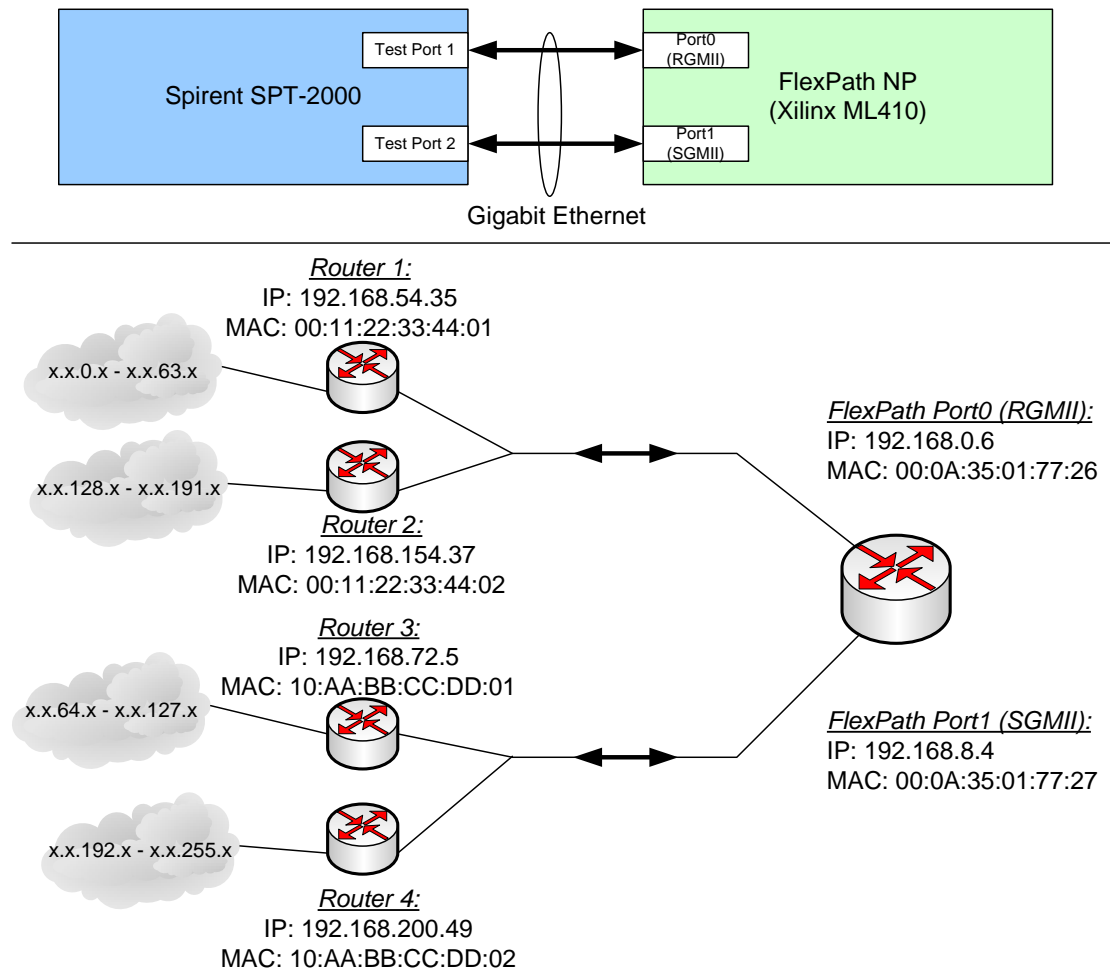 Spirent SPT-2000
Test Port 1
Test Port 2
Port0
(RGMII)
Port1
(SGMII)
FlexPath NP
(Xilinx ML410)
Gigabit Ethernet
Router 1:
IP: 192.168.54.35
MAC: 00:11:22:33:44:01
x.x.0.x - x.x.63.x
x.x.128.x - x.x.191.x
Router 2:
IP: 192.168.154.37
MAC: 00:11:22:33:44:02
Router 3:
IP: 192.168.72.5
MAC: 10:AA:BB:CC:DD:01
x.x.64.x - x.x.127.x
x.x.192.x - x.x.255.x
Router 4:
IP: 192.168.200.49
MAC: 10:AA:BB:CC:DD:02
FlexPath Port0 (RGMII):
IP: 192.168.0.6
MAC: 00:0A:35:01:77:26
FlexPath Port1 (SGMII):
IP: 192.168.8.4
MAC: 00:0A:35:01:77:27